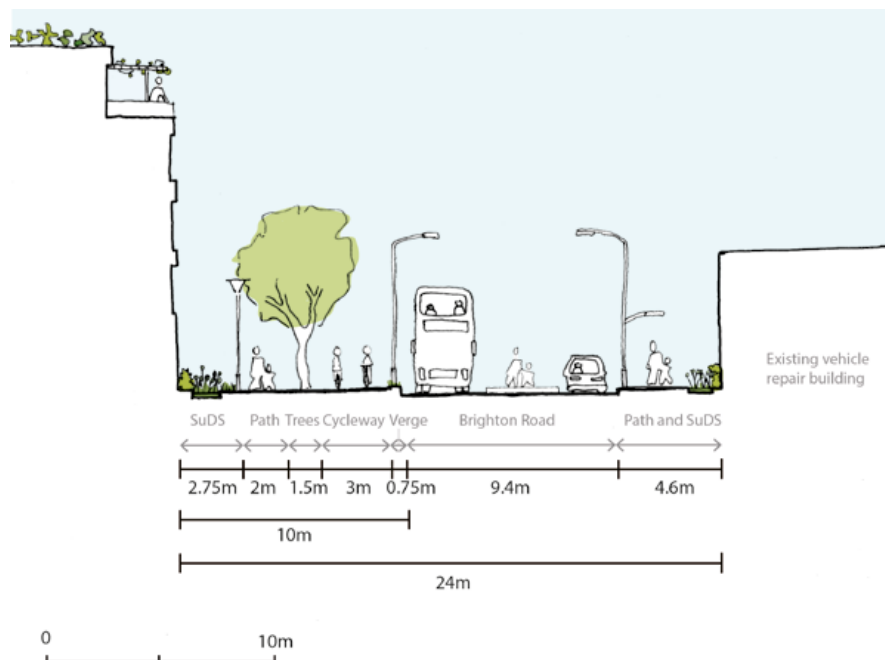 Existing vehicle
repair building
SuDS Path Trees Cycleway Verge Brighton Road Path and SuDS
2.75m 2m 1.5m 3m 0.75m 9.4m 4.6m
10m
24m
0 10m